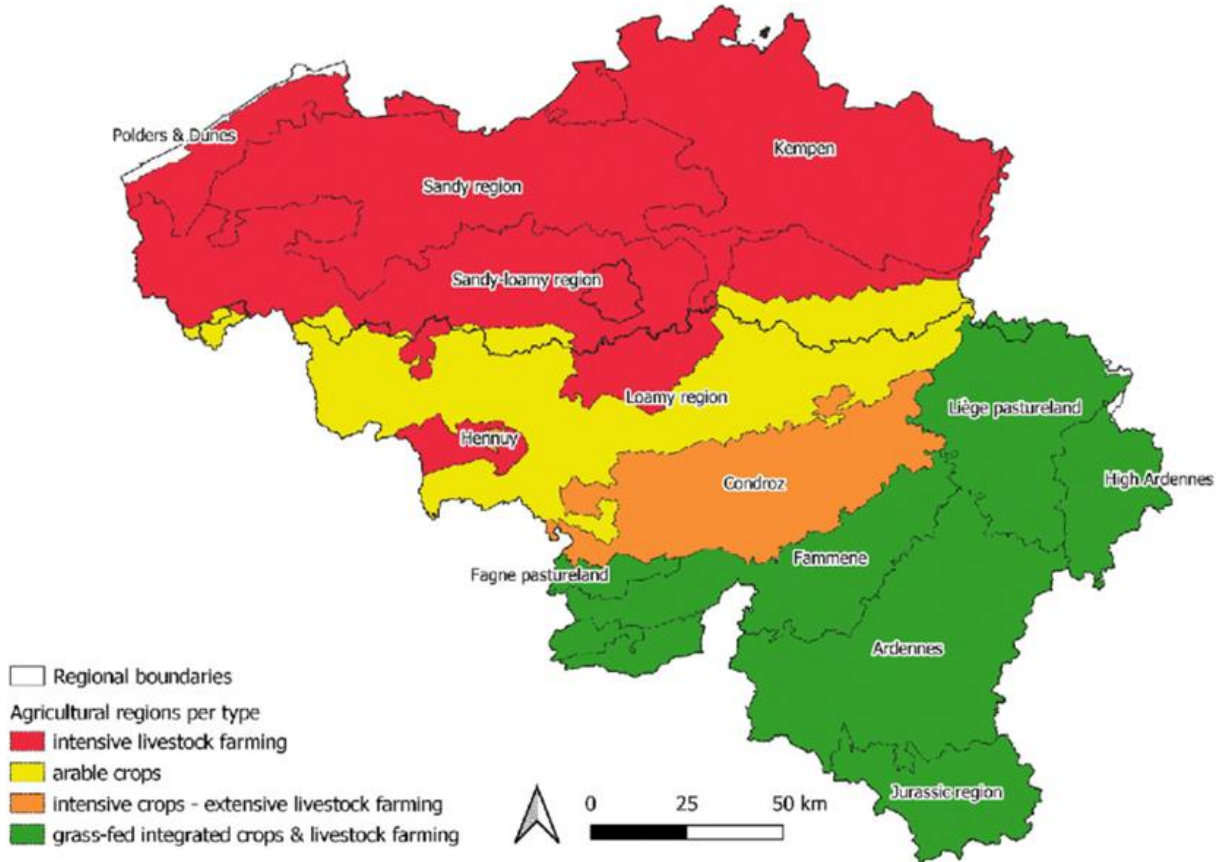 Polders & Dunes
Kempen
Sandy region
Sandy-loamy region
Loamy region
Liège pastureland
Hennuy
Condroz
High Ardennes
Fammene
Fagne pastureland
Ardennes
Jurassic region
Regional boundaries
Agricultural regions per type
intensive livestock farming
arable crops
intensive crops - extensive livestock farming
grass-fed integrated crops & livestock farming
0 25 50 km